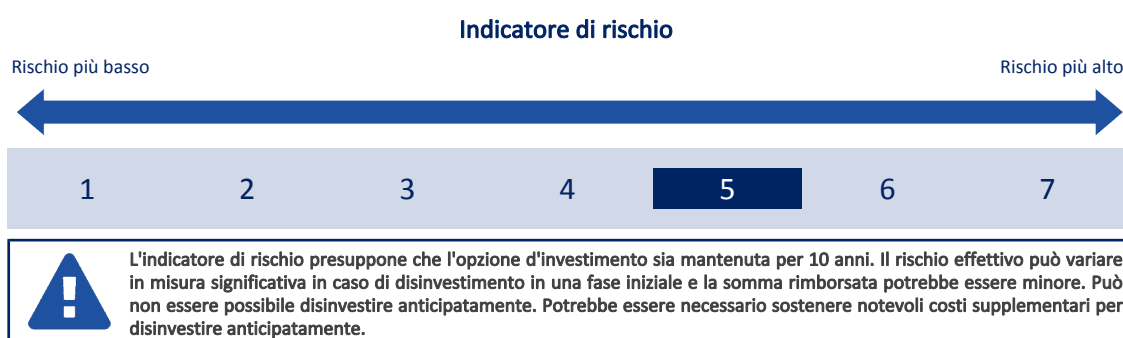 Indicatore di rischio
Rischio più basso
Rischio più alto
1 2 3 4 5 6 7
L'indicatore di rischio presuppone che l'opzione d'investimento sia mantenuta per 10 anni. Il rischio effettivo può variare
in misura significativa in caso di disinvestimento in una fase iniziale e la somma rimborsata potrebbe essere minore. Può
non essere possibile disinvestire anticipatamente. Potrebbe essere necessario sostenere notevoli costi supplementari per
disinvestire anticipatamente.